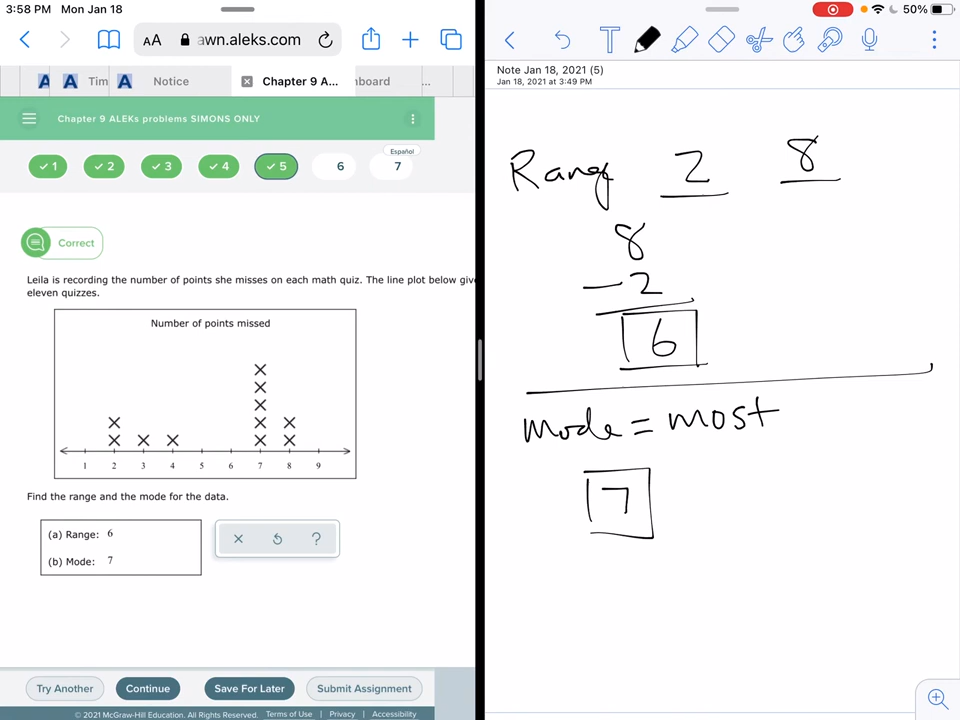 3:58 PM Mon Jan 18
50%
AA awn.aleks.com
A A Tim A Notice Chapter 9 A... hboard ...
Note Jan 18, 2021 (5)
Jan 18, 2021 at 3:49 PM
Chapter 9 ALEKs problems SIMONS ONLY
Español
1 2 3 4 5 6 7
Correct
Leila is recording the number of points she misses on each math quiz. The line plot below giv
eleven quizzes.
Number of points missed
1 2 3 4 5 6 7 8 9
Find the range and the mode for the data.
(a) Range: 6
(b) Mode: 7
?
Try Another Continue Save For Later Submit Assignment
© 2021 McGraw-Hill Education. All Rights Reserved. Terms of Use | Privacy | Accessibility
Range 2 8
8
-2
6
mode = most
7